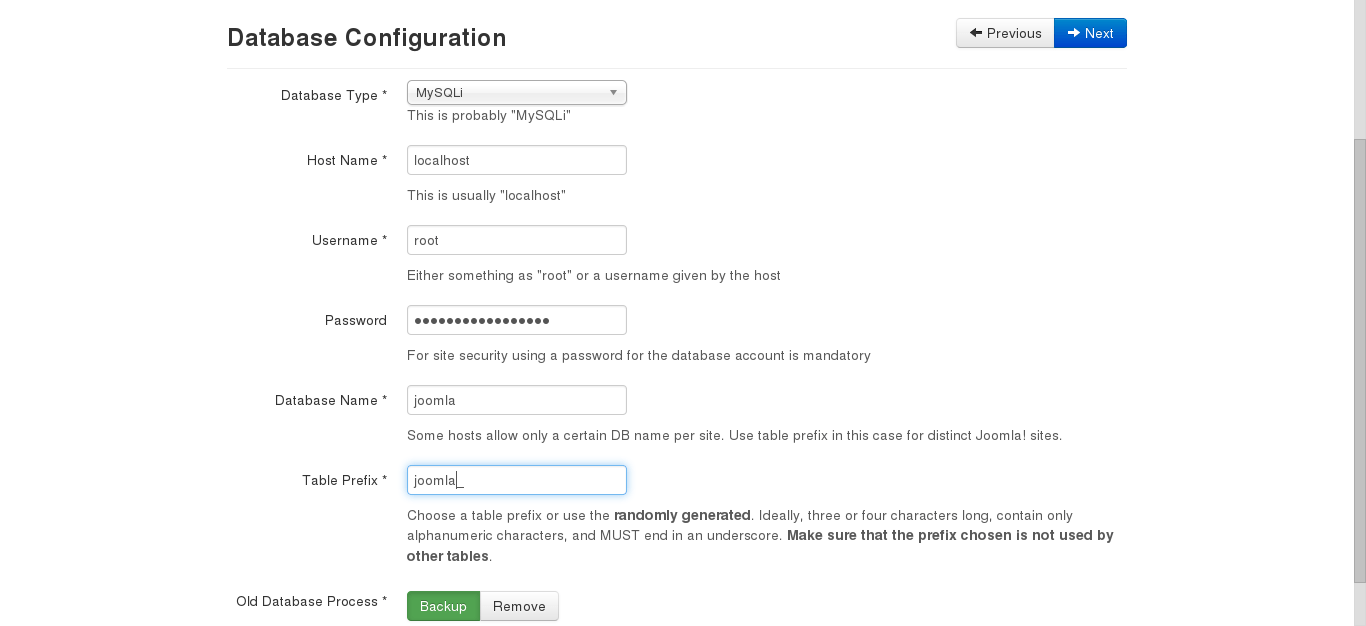 Database Configuration
Previous
Next
Database Type *
MySQLi
This is probably "MySQLi"
Host Name *
localhost
This is usually "localhost"
Username *
root
Either something as "root" or a username given by the host
Password
●●●●●●●●●●●●●●●●●
For site security using a password for the database account is mandatory
Database Name *
joomla
Some hosts allow only a certain DB name per site. Use table prefix in this case for distinct Joomla! sites.
Table Prefix *
joomla_
Choose a table prefix or use the randomly generated. Ideally, three or four characters long, contain only
alphanumeric characters, and MUST end in an underscore. Make sure that the prefix chosen is not used by
other tables.
Old Database Process *
Backup
Remove